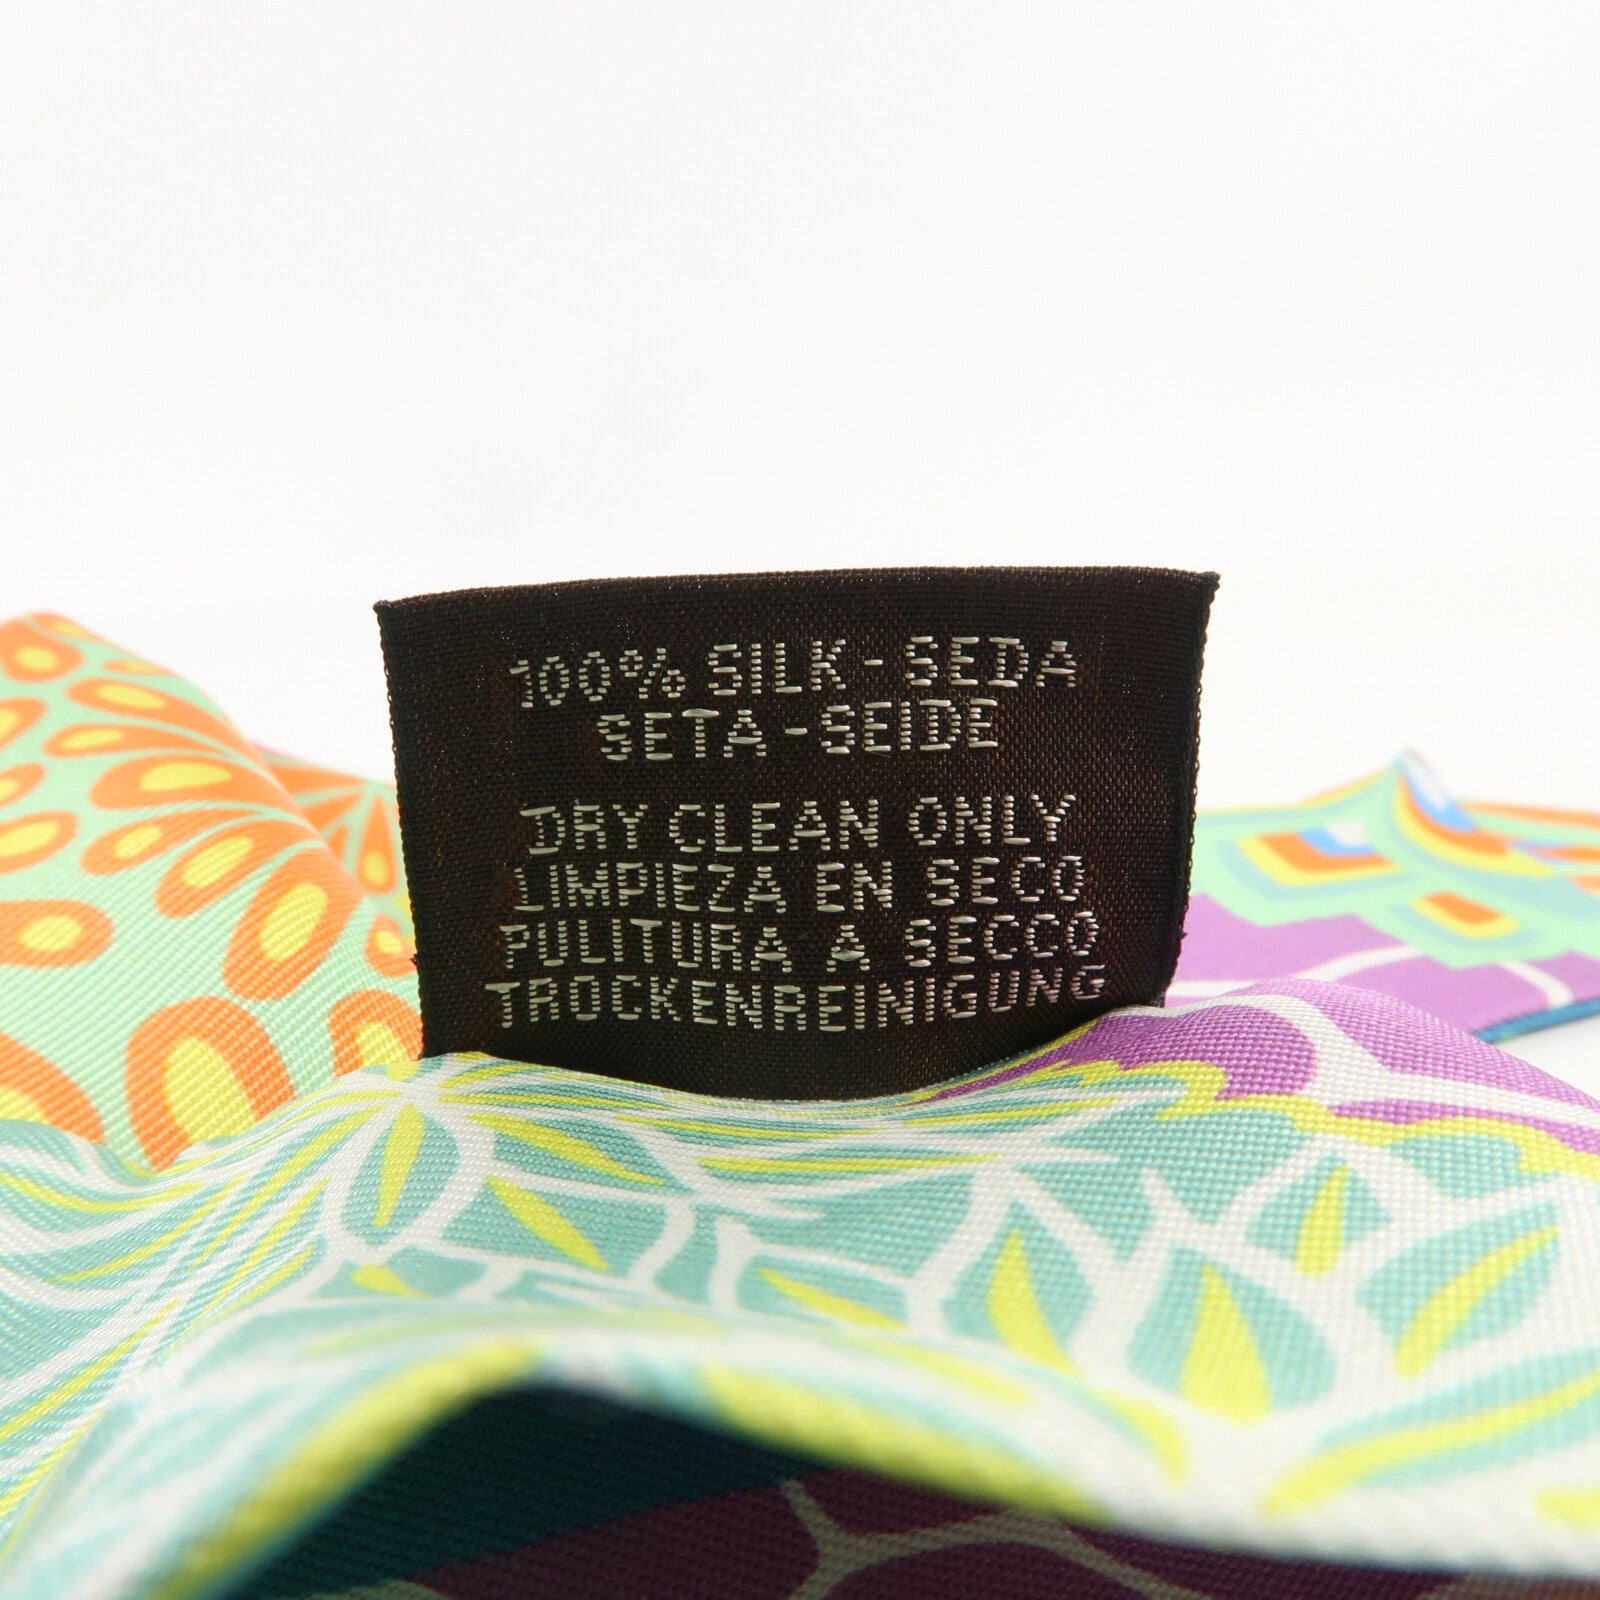 100% SILK - SEDA
SETA - SEIDE
DRY CLEAN ONLY
LIMPIEZA EN SECO
PULITURA A SECCO
TROCKENREINIGUNG